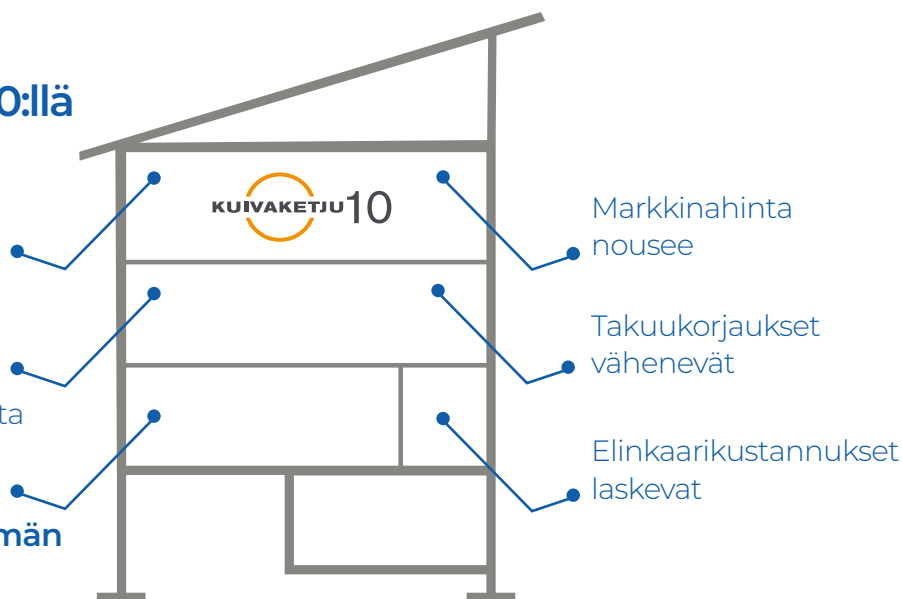 0:llä
KUIVAKETJU10
Markkinahinta
nousee
Takuukorjaukset
vähenevät
ta
Elinkaarikustannukset
laskevat
män